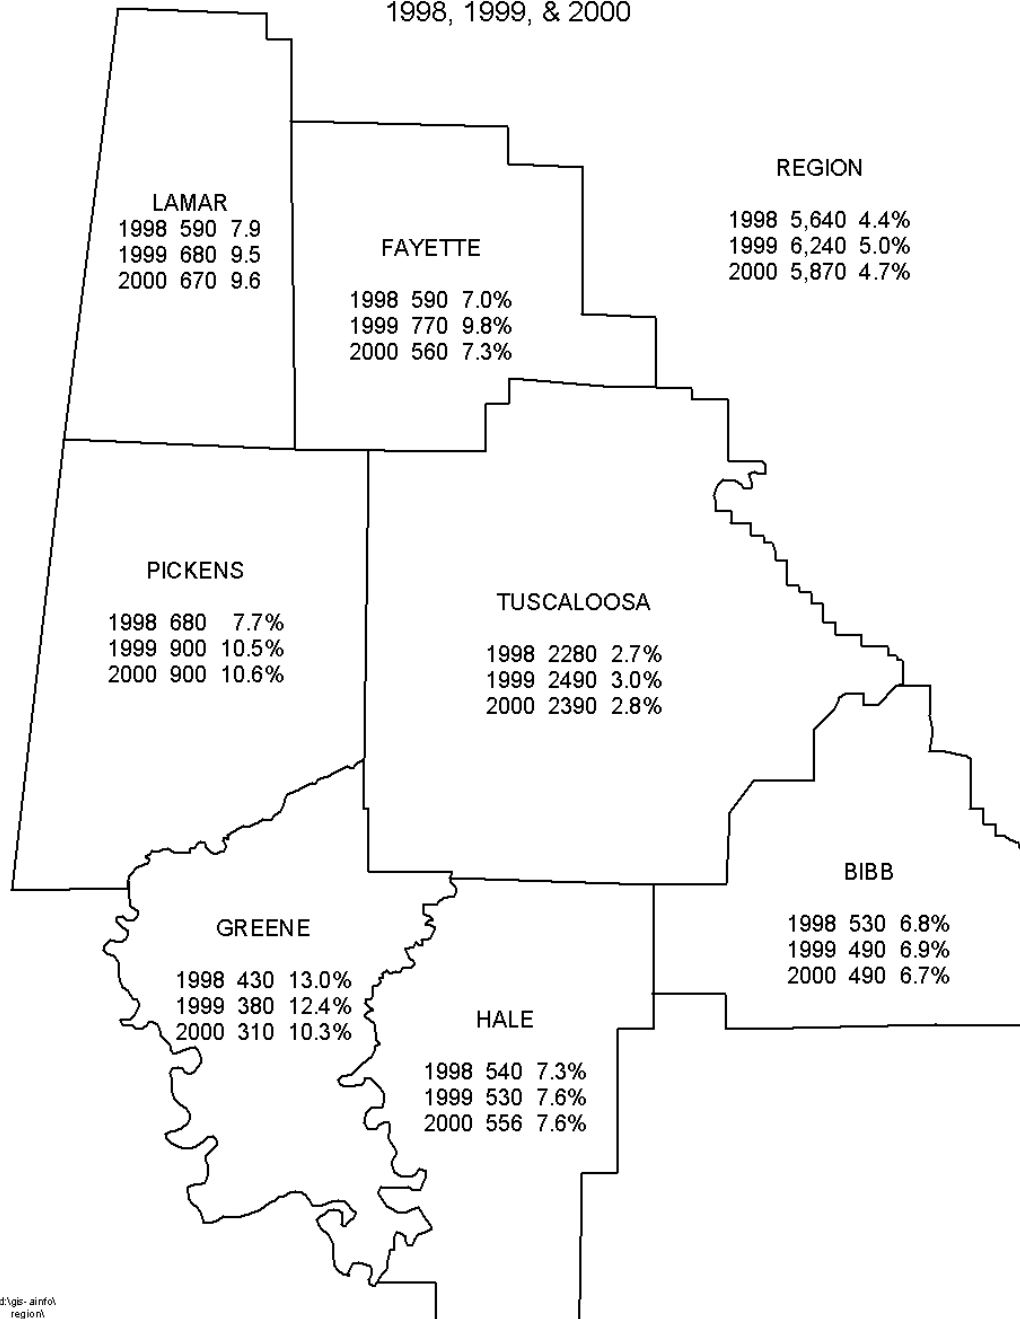 1998, 1999, & 2000
REGION
1998 5,640 4.4%
1999 6,240 5.0%
2000 5,870 4.7%
LAMAR
1998 590 7.9
1999 680 9.5
2000 670 9.6
FAYETTE
1998 590 7.0%
1999 770 9.8%
2000 560 7.3%
PICKENS
1998 680 7.7%
1999 900 10.5%
2000 900 10.6%
TUSCALOOSA
1998 2280 2.7%
1999 2490 3.0%
2000 2390 2.8%
BIBB
1998 530 6.8%
1999 490 6.9%
2000 490 6.7%
GREENE
1998 430 13.0%
1999 380 12.4%
2000 310 10.3%
HALE
1998 540 7.3%
1999 530 7.6%
2000 556 7.6%
d:\gis-ainfo\
region\